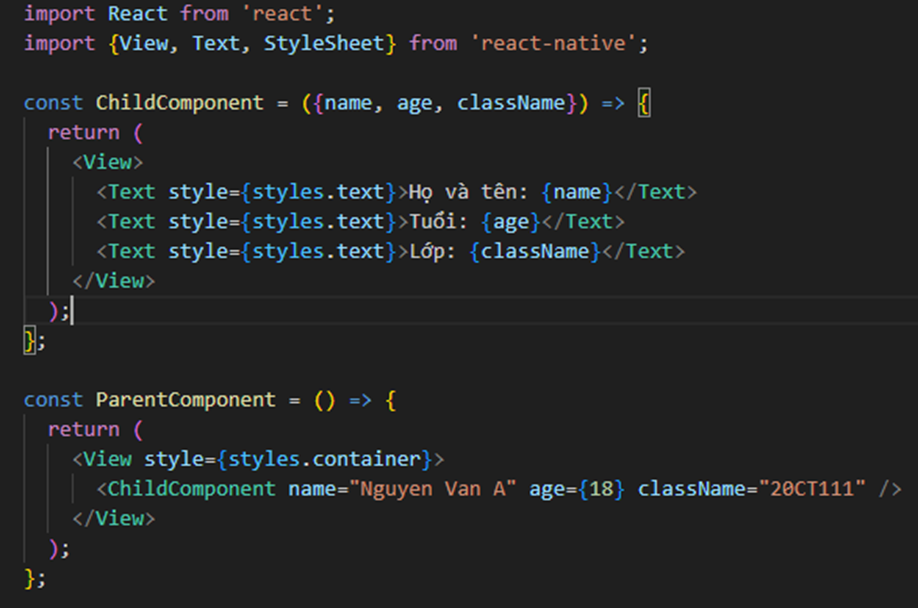 import React from 'react';
import {View, Text, StyleSheet} from 'react-native';
const ChildComponent = ({name, age, className}) => {
return (
<View>
<Text style={styles.text}>Họ và tên: {name}</Text>
<Text style={styles.text}>Tuổi: {age}</Text>
<Text style={styles.text}>Lớp: {className}</Text>
</View>
);
};
const ParentComponent = () => {
return (
<View style={styles.container}>
<ChildComponent name="Nguyen Van A" age={18} className="20CT111" />
</View>
);
};